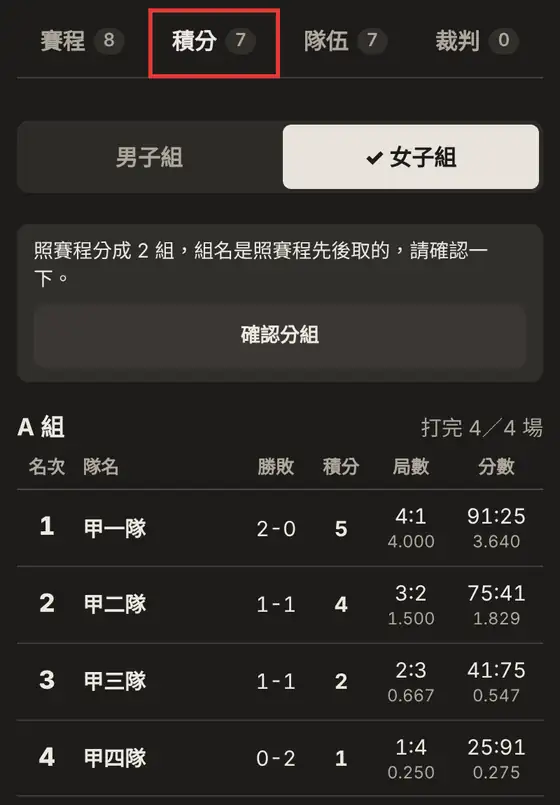 賽程 8 積分 7 隊伍 7 裁判 0
男子組 ✓ 女子組
照賽程分成 2 組，組名是照賽程先後取的，請確認一
下。
確認分組
A 組 打完 4／4 場
名次 隊名 勝敗 積分 局數 分數
1 甲一隊 2-0 5 4:1 91:25
4.000 3.640
2 甲二隊 1-1 4 3:2 75:41
1.500 1.829
3 甲三隊 1-1 2 2:3 41:75
0.667 0.547
4 甲四隊 0-2 1 1:4 25:91
0.250 0.275